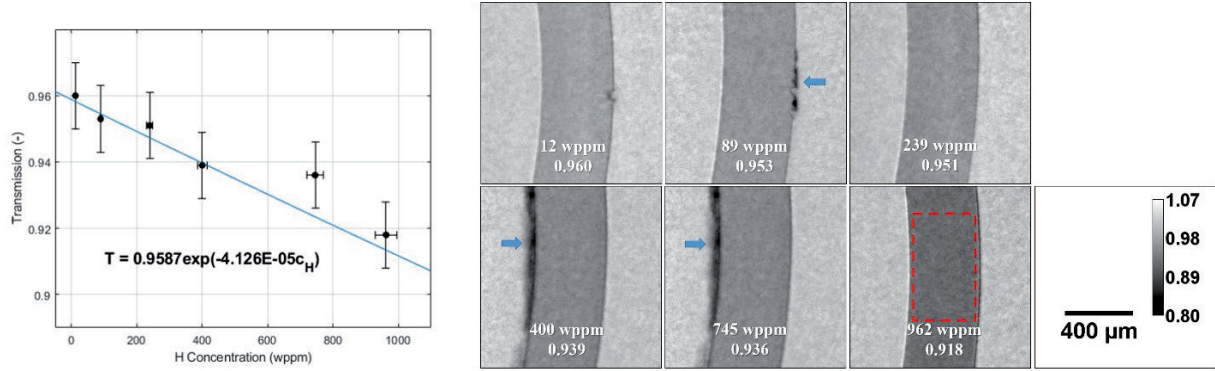 0.96
0.94
0.92
0.9
Transmission (-)
T = 0.9587exp(-4.126E-05cH)
0 200 400 600 800 1000
H Concentration (wppm)
12 wppm
0.960
89 wppm
0.953
239 wppm
0.951
400 wppm
0.939
745 wppm
0.936
962 wppm
0.918
400 µm
1.07
0.98
0.89
0.80